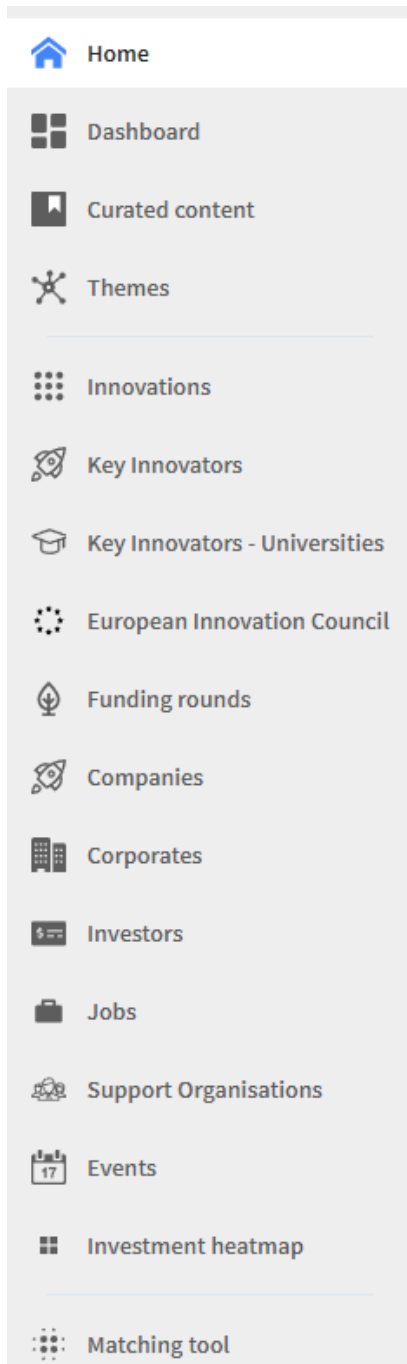 Home
Dashboard
Curated content
Themes
Innovations
Key Innovators
Key Innovators - Universities
European Innovation Council
Funding rounds
Companies
Corporates
$
Investors
Jobs
Support Organisations
17
Events
Investment heatmap
Matching tool